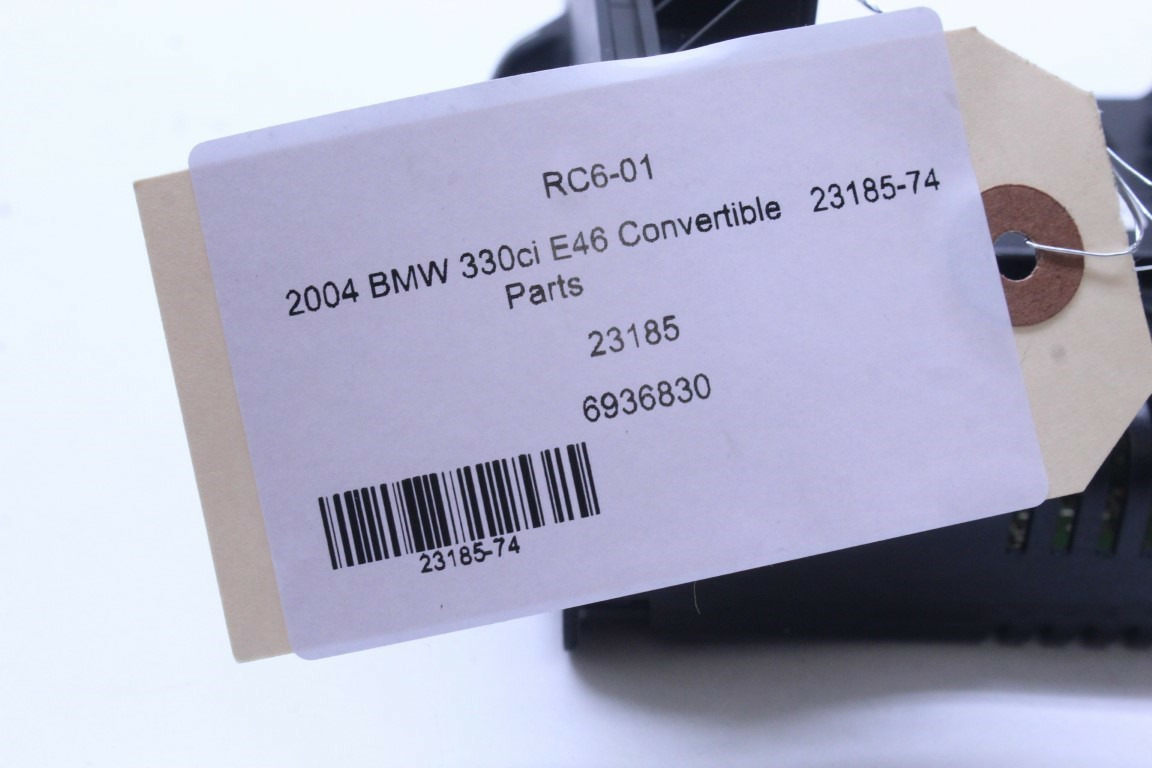 RC6-01
2004 BMW 330ci E46 Convertible 23185-74
Parts
23185
6936830
23185-74